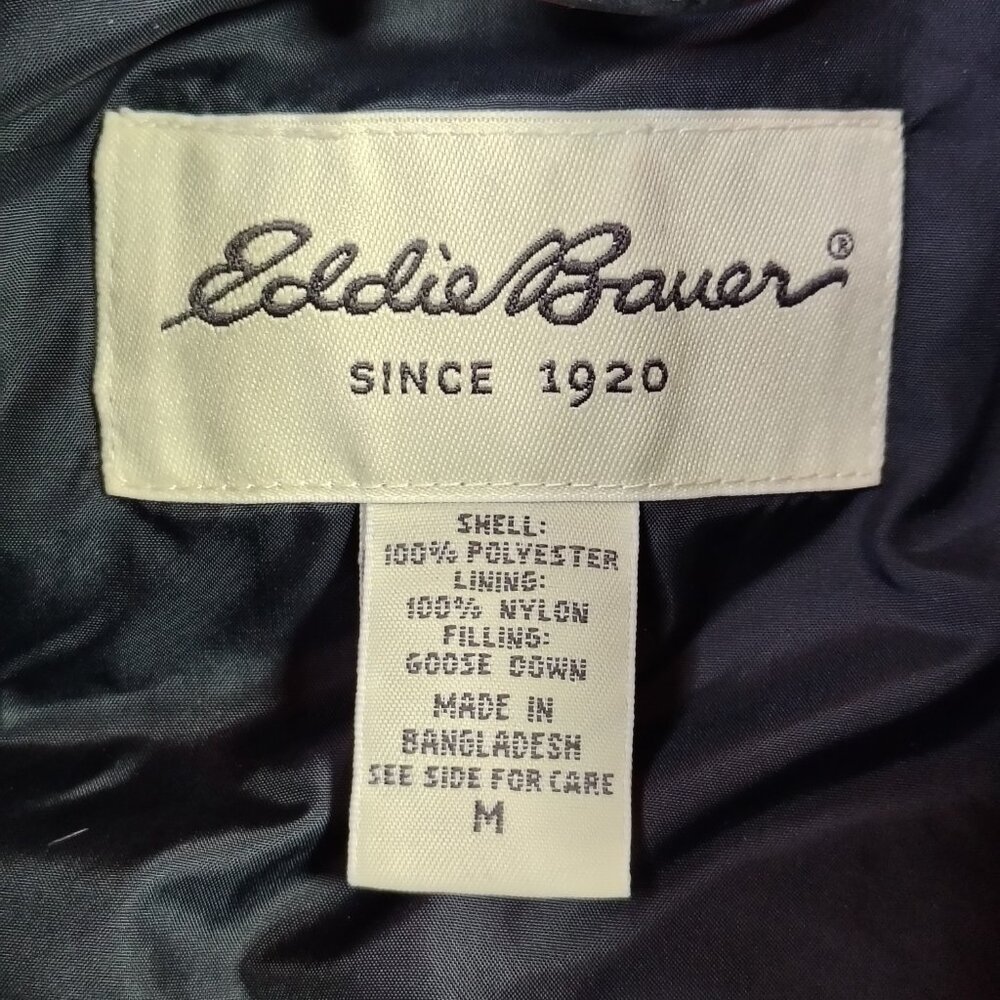 Eddie Bauer®
SINCE 1920
SHELL:
100% POLYESTER
LINING:
100% NYLON
FILLING:
GOOSE DOWN
MADE IN
BANGLADESH
SEE SIDE FOR CARE
M